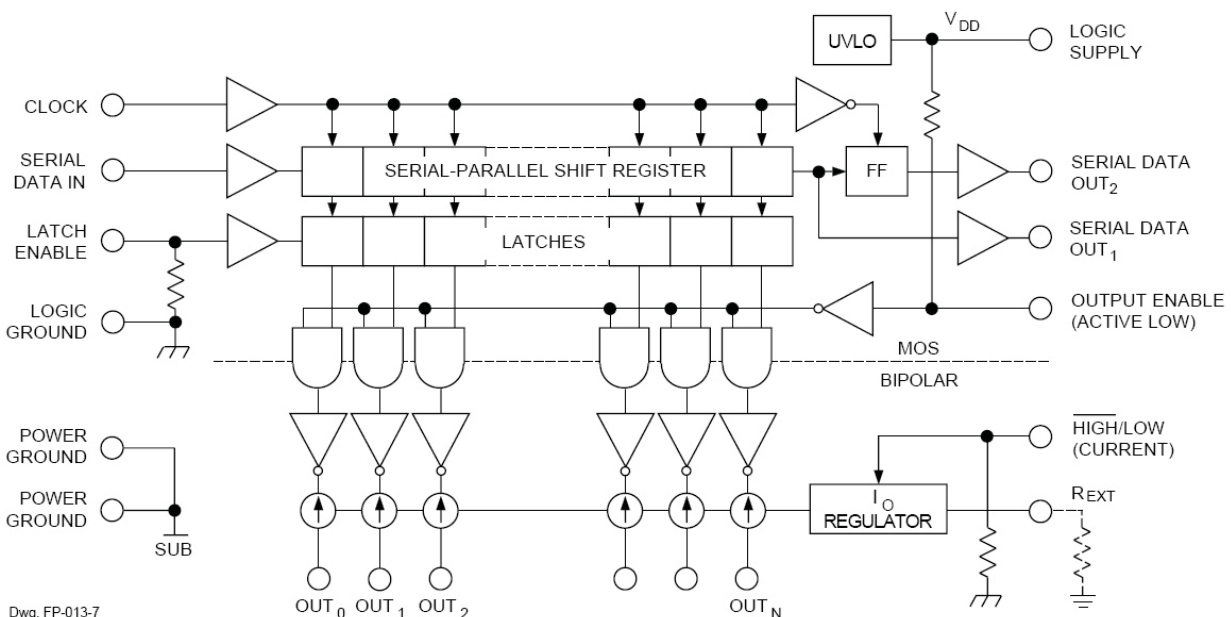 UVLO
V DD
LOGIC
SUPPLY
CLOCK
SERIAL
DATA IN
SERIAL-PARALLEL SHIFT REGISTER
FF
SERIAL DATA
OUT2
LATCH
ENABLE
LATCHES
SERIAL DATA
OUT1
LOGIC
GROUND
OUTPUT ENABLE
(ACTIVE LOW)
MOS
BIPOLAR
POWER
GROUND
HIGH/LOW
(CURRENT)
POWER
GROUND
IO
REGULATOR
REXT
SUB
OUT0 OUT1 OUT2 OUTN
Dwg. FP-013-7